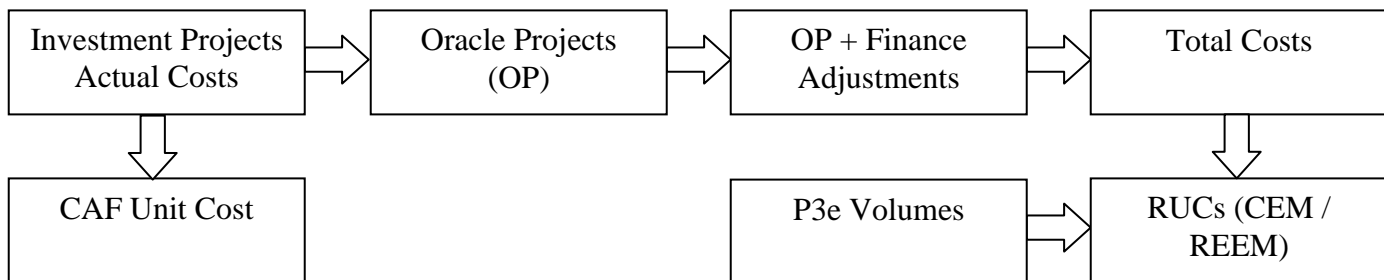 Investment Projects
Actual Costs
Oracle Projects
(OP)
OP + Finance
Adjustments
Total Costs
CAF Unit Cost
P3e Volumes
RUCs (CEM /
REEM)